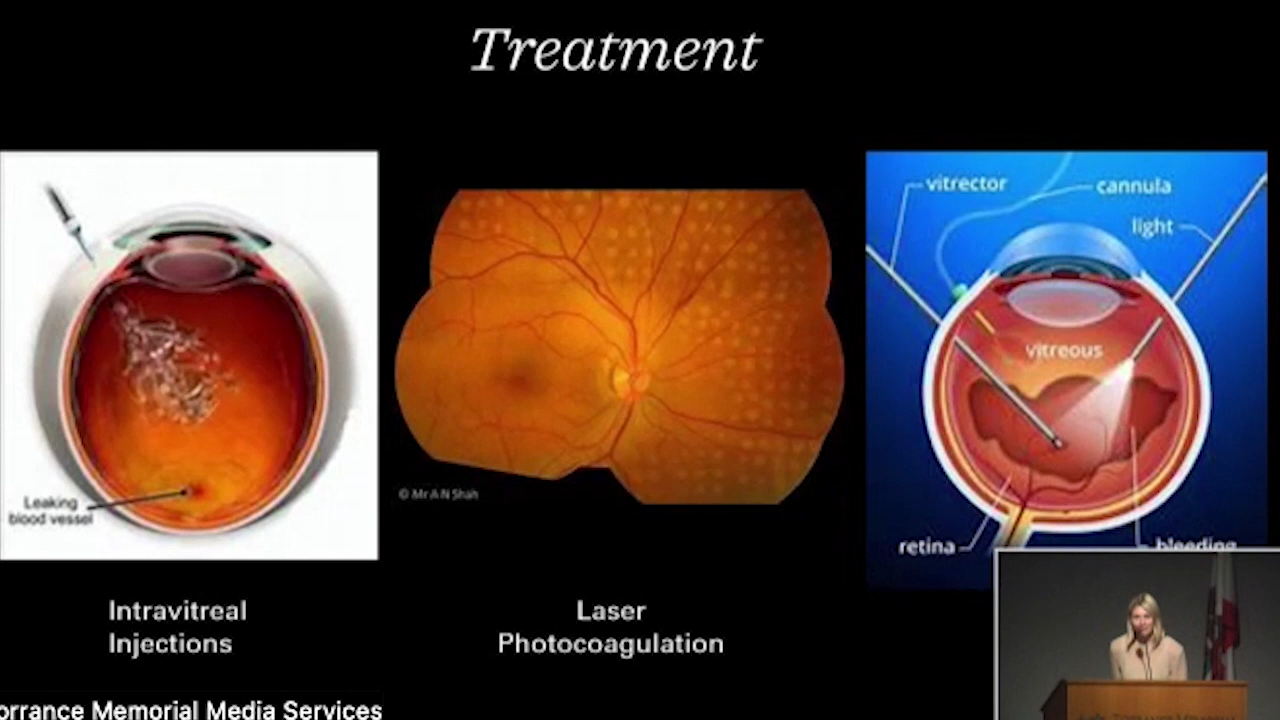 Treatment
vitrector
cannula
light
vitreous
Leaking
blood vessel
© Mr A N Shah
retina
bleeding
Intravitreal
Injections
Laser
Photocoagulation
orrance Memorial Media Services